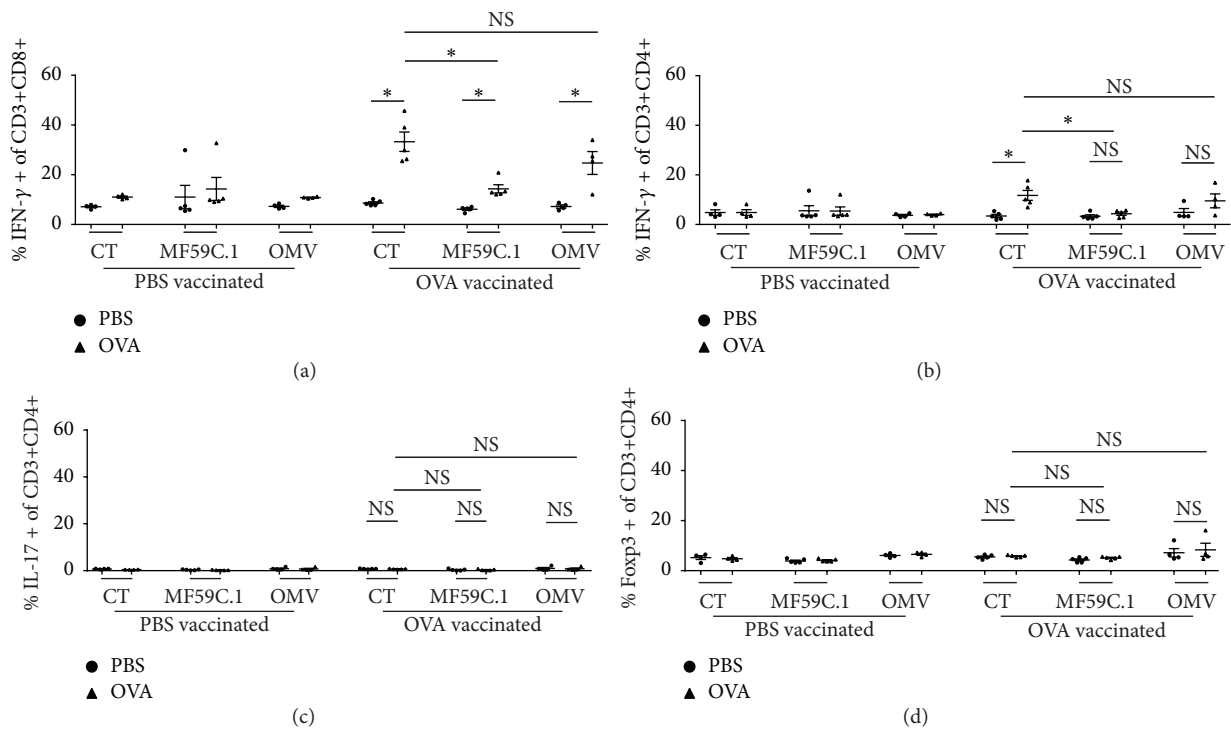 NS
*
* * *
60
40
20
0
% IFN-γ + of CD3+CD8+
CT MF59C.1 OMV CT MF59C.1 OMV
PBS vaccinated OVA vaccinated
PBS
OVA
(a)
NS
*
* NS NS
60
40
20
0
% IFN-γ + of CD3+CD4+
CT MF59C.1 OMV CT MF59C.1 OMV
PBS vaccinated OVA vaccinated
PBS
OVA
(b)
NS
NS
NS NS NS
60
40
20
0
% IL-17 + of CD3+CD4+
CT MF59C.1 OMV CT MF59C.1 OMV
PBS vaccinated OVA vaccinated
PBS
OVA
(c)
NS
NS
NS NS NS
60
40
20
0
% Foxp3 + of CD3+CD4+
CT MF59C.1 OMV CT MF59C.1 OMV
PBS vaccinated OVA vaccinated
PBS
OVA
(d)